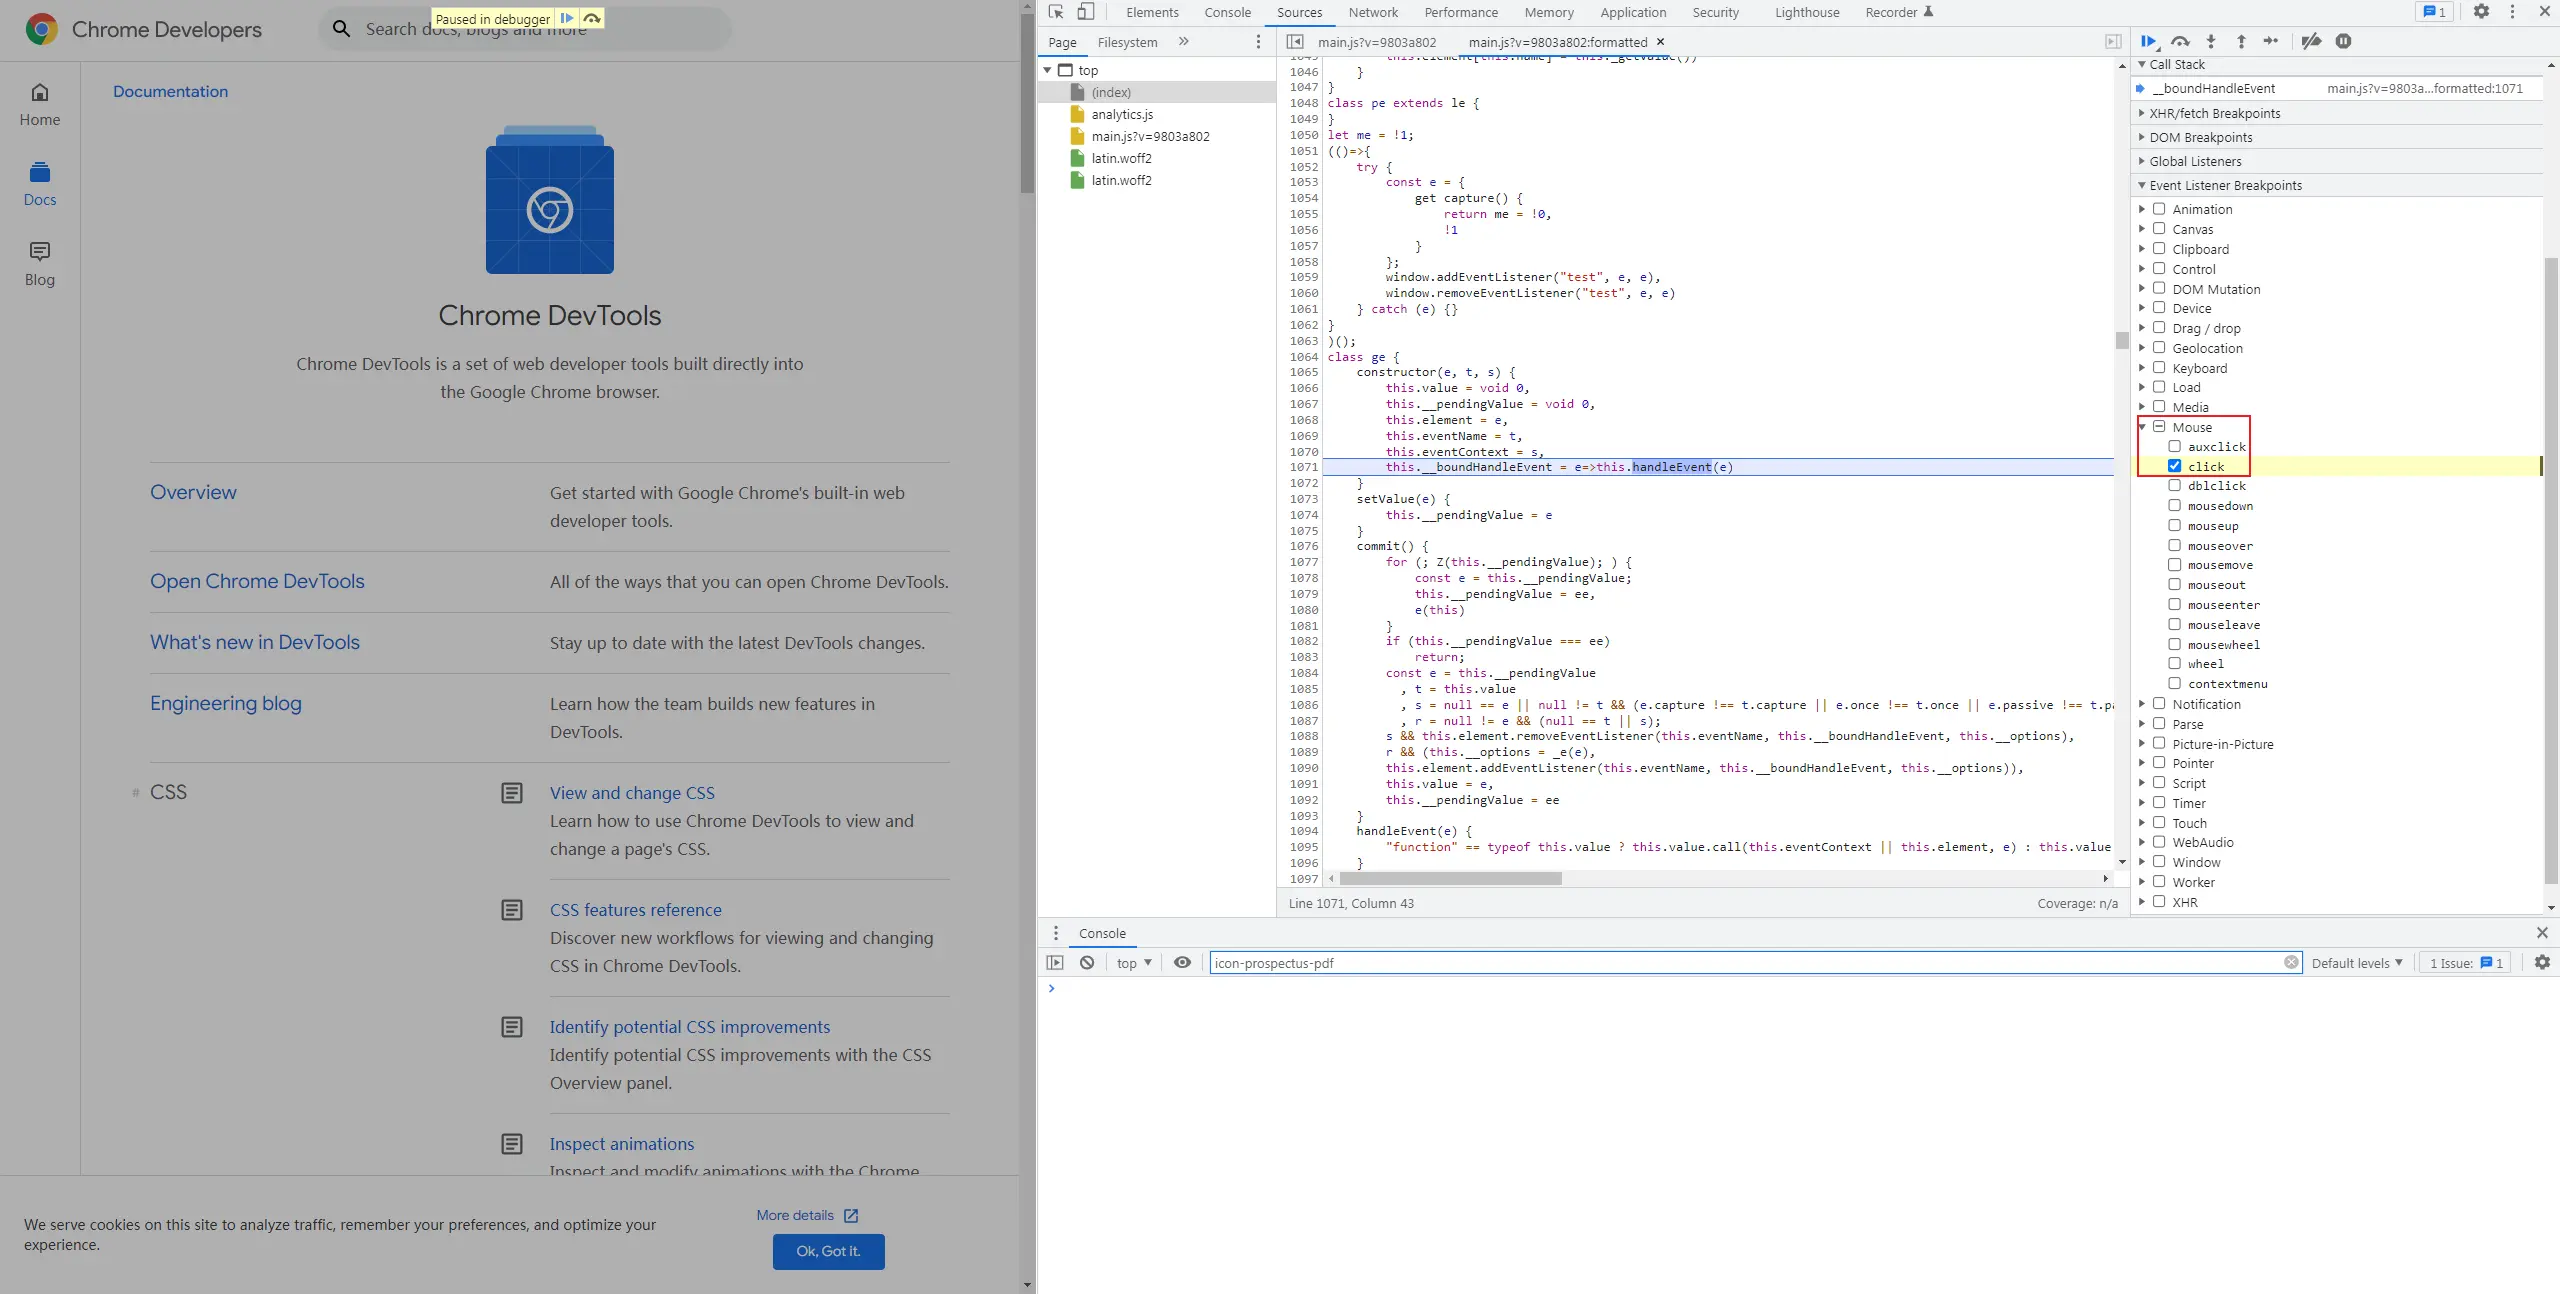 Chrome Developers
Search docs, blogs and more
Paused in debugger
Home
Docs
Blog
Documentation
Chrome DevTools
Chrome DevTools is a set of web developer tools built directly into
the Google Chrome browser.
Overview
Get started with Google Chrome's built-in web
developer tools.
Open Chrome DevTools
All of the ways that you can open Chrome DevTools.
What's new in DevTools
Stay up to date with the latest DevTools changes.
Engineering blog
Learn how the team builds new features in
DevTools.
# CSS
View and change CSS
Learn how to use Chrome DevTools to view and
change a page's CSS.
CSS features reference
Discover new workflows for viewing and changing
CSS in Chrome DevTools.
Identify potential CSS improvements
Identify potential CSS improvements with the CSS
Overview panel.
Inspect animations
Inspect and modify animations with the Chrome
We serve cookies on this site to analyze traffic, remember your preferences, and optimize your
experience.
More details
Ok, Got it.
Elements Console Sources Network Performance Memory Application Security Lighthouse Recorder
1
Page Filesystem »
top
(index)
analytics.js
main.js?v=9803a802
latin.woff2
latin.woff2
main.js?v=9803a802 main.js?v=9803a802:formatted ×
this.element[this.name] = this._getValue())
1046 }
1047 }
1048 class pe extends le {
1049 }
1050 let me = !1;
1051 (()=>{
1052 try {
1053 const e = {
1054 get capture() {
1055 return me = !0,
1056 !1
1057 }
1058 };
1059 window.addEventListener("test", e, e),
1060 window.removeEventListener("test", e, e)
1061 } catch (e) {}
1062 }
1063 )();
1064 class ge {
1065 constructor(e, t, s) {
1066 this.value = void 0,
1067 this.__pendingValue = void 0,
1068 this.element = e,
1069 this.eventName = t,
1070 this.eventContext = s,
1071 this.__boundHandleEvent = e=>this.handleEvent(e)
1072 }
1073 setValue(e) {
1074 this.__pendingValue = e
1075 }
1076 commit() {
1077 for (; Z(this.__pendingValue); ) {
1078 const e = this.__pendingValue;
1079 this.__pendingValue = ee,
1080 e(this)
1081 }
1082 if (this.__pendingValue === ee)
1083 return;
1084 const e = this.__pendingValue
1085 , t = this.value
1086 , s = null == e || null != t && (e.capture !== t.capture || e.once !== t.once || e.passive !== t.pa
1087 , r = null != e && (null == t || s);
1088 s && this.element.removeEventListener(this.eventName, this.__boundHandleEvent, this.__options),
1089 r && (this.__options = _e(e),
1090 this.element.addEventListener(this.eventName, this.__boundHandleEvent, this.__options)),
1091 this.value = e,
1092 this.__pendingValue = ee
1093 }
1094 handleEvent(e) {
1095 "function" == typeof this.value ? this.value.call(this.eventContext || this.element, e) : this.value
1096 }
1097
Line 1071, Column 43
Coverage: n/a
Call Stack
__boundHandleEvent main.js?v=9803a...formatted:1071
XHR/fetch Breakpoints
DOM Breakpoints
Global Listeners
Event Listener Breakpoints
Animation
Canvas
Clipboard
Control
DOM Mutation
Device
Drag / drop
Geolocation
Keyboard
Load
Media
Mouse
auxclick
click
dblclick
mousedown
mouseup
mouseover
mousemove
mouseout
mouseenter
mouseleave
mousewheel
wheel
contextmenu
Notification
Parse
Picture-in-Picture
Pointer
Script
Timer
Touch
WebAudio
Window
Worker
XHR
Console
top ▼
icon-prospectus-pdf
Default levels ▼
1 Issue: 1
>